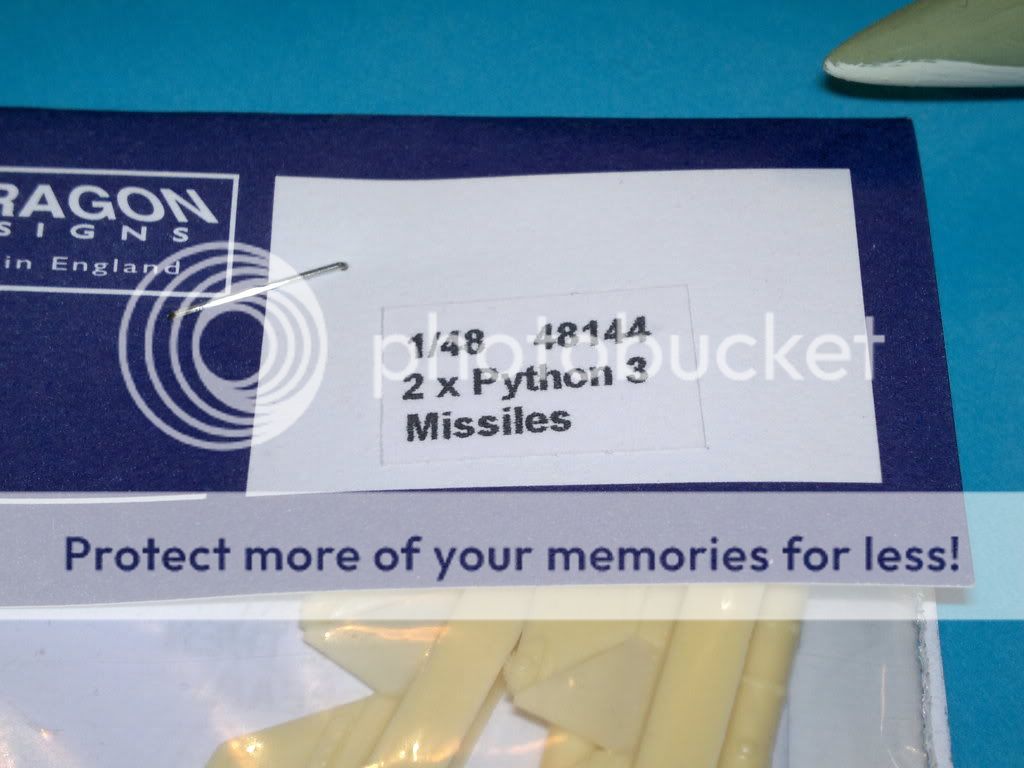 RAGON
SIGNS
in England
1/48 48144
2 x Python 3
Missiles
photobucket
Protect more of your memories for less!